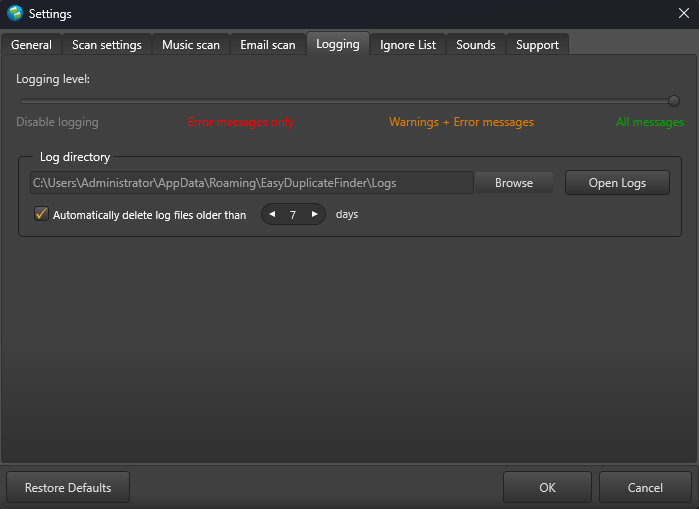 Settings
General Scan settings Music scan Email scan Logging Ignore List Sounds Support
Logging level:
Disable logging Error messages only Warnings + Error messages All messages
Log directory
C:\Users\Administrator\AppData\Roaming\EasyDuplicateFinder\Logs Browse Open Logs
Automatically delete log files older than 7 days
Restore Defaults OK Cancel